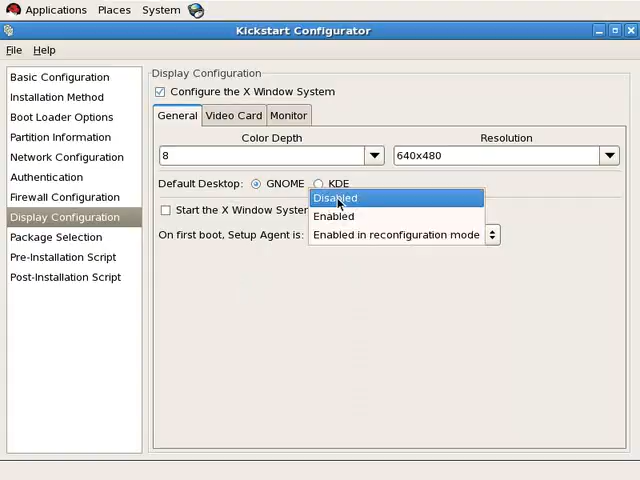 Applications Places System
Kickstart Configurator
File Help
Basic Configuration
Installation Method
Boot Loader Options
Partition Information
Network Configuration
Authentication
Firewall Configuration
Display Configuration
Package Selection
Pre-Installation Script
Post-Installation Script
Display Configuration
Configure the X Window System
General Video Card Monitor
Color Depth Resolution
8 640x480
Default Desktop: GNOME KDE
Start the X Window System
On first boot, Setup Agent is:
Disabled
Enabled
Enabled in reconfiguration mode